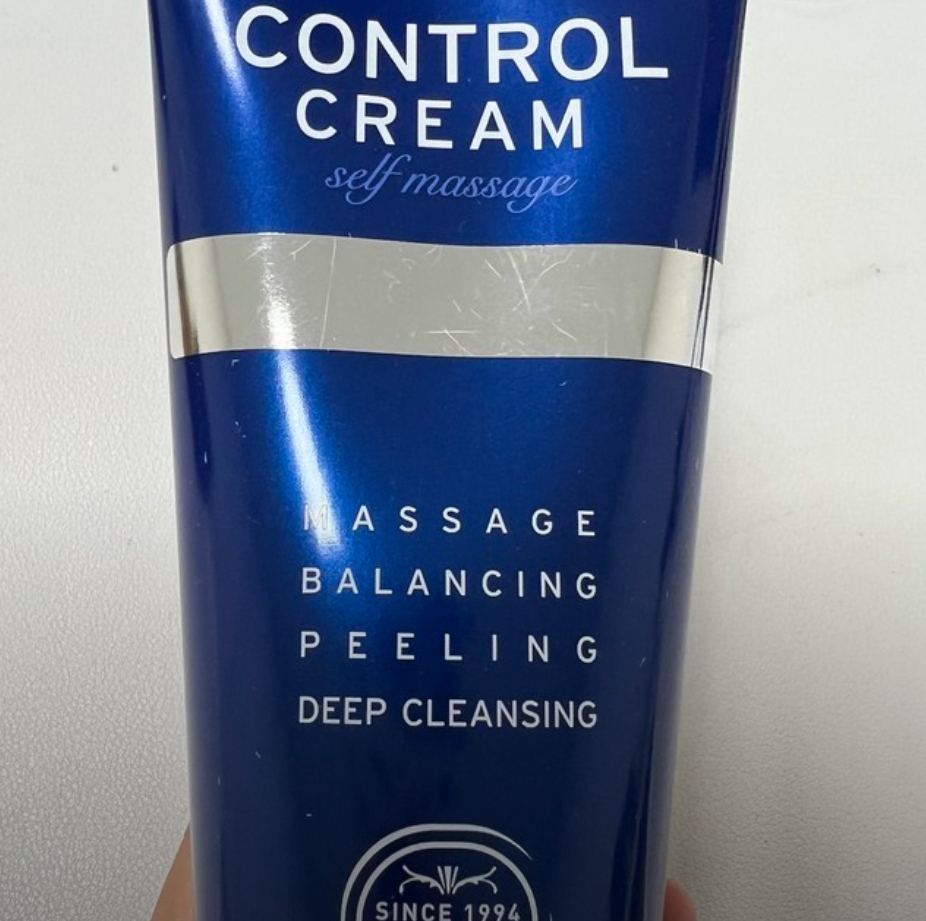 CONTROL
CREAM
self massage
MASSAGE
BALANCING
PEELING
DEEP CLEANSING
SINCE 1994